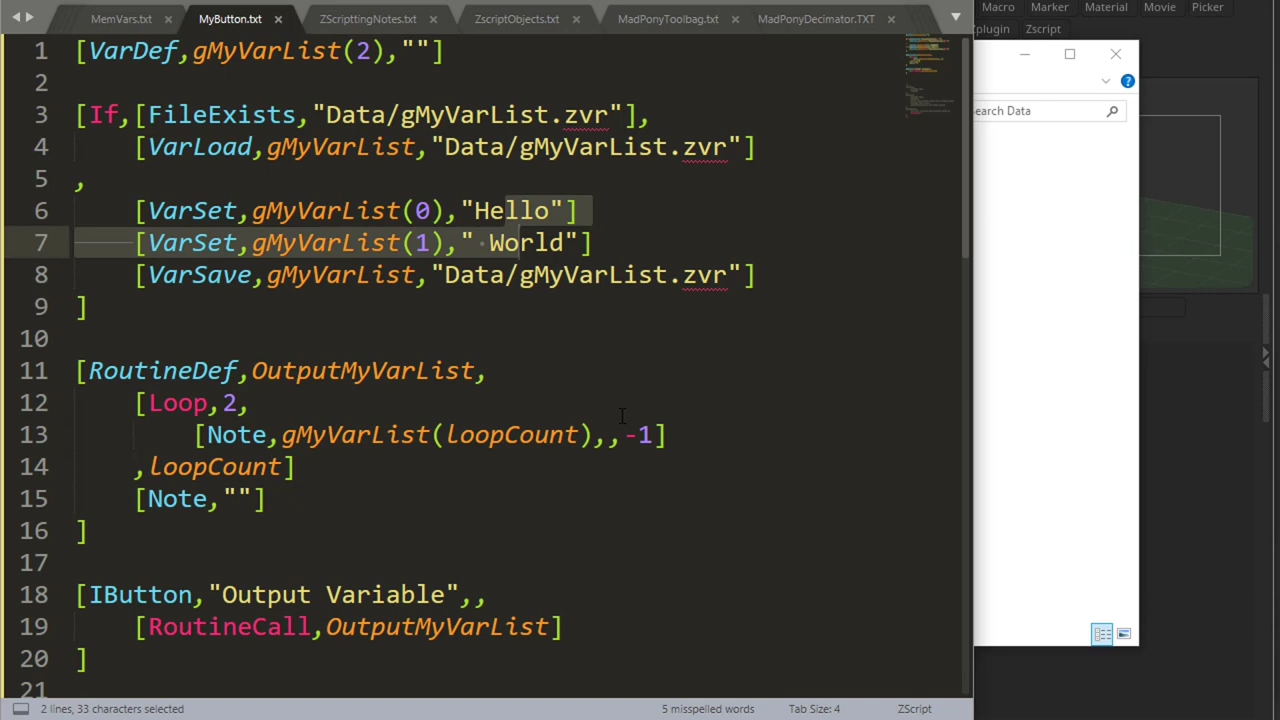 MemVars.txt × MyButton.txt × ZScripttingNotes.txt × ZscriptObjects.txt × MadPonyToolbag.txt × MadPonyDecimator.TXT ×
Macro Marker Material Movie Picker
Zscript
1 [VarDef,gMyVarList(2),""]
2
3 [If,[FileExists,"Data/gMyVarList.zvr"],
4 [VarLoad,gMyVarList,"Data/gMyVarList.zvr"]
5 ,
6 [VarSet,gMyVarList(0),"Hello"]
7 [VarSet,gMyVarList(1)," World"]
8 [VarSave,gMyVarList,"Data/gMyVarList.zvr"]
9 ]
10
11 [RoutineDef,OutputMyVarList,
12 [Loop,2,
13 [Note,gMyVarList(loopCount),,-1]
14 ,loopCount]
15 [Note,""]
16 ]
17
18 [IButton,"Output Variable",,
19 [RoutineCall,OutputMyVarList]
20 ]
21
Data
2 lines, 33 characters selected 5 misspelled words Tab Size: 4 ZScript